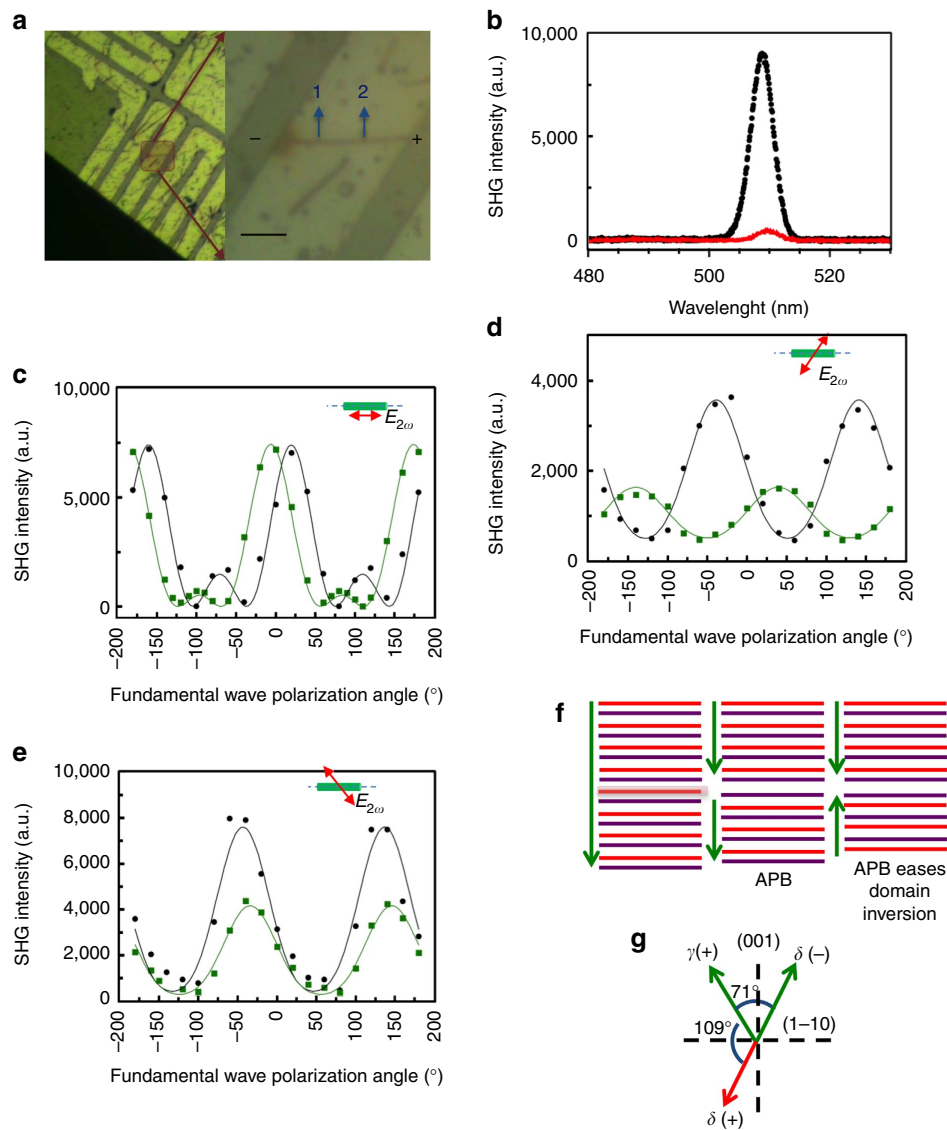 a
1 2
– +
b
SHG intensity (a.u.)
10,000
5,000
0
480 500 520
Wavelenght (nm)
c
SHG intensity (a.u.)
10,000
5,000
0
E2ω
–200 –150 –100 –50 0 50 100 150 200
Fundamental wave polarization angle (°)
d
SHG intensity (a.u.)
4,000
2,000
0
E2ω
–200 –150 –100 –50 0 50 100 150 200
Fundamental wave polarization angle (°)
e
SHG intensity (a.u.)
10,000
8,000
6,000
4,000
2,000
0
E2ω
–200 –150 –100 –50 0 50 100 150 200
Fundamental wave polarization angle (°)
f
APB
APB eases
domain
inversion
g
(001)
γ(+) δ (–)
71°
109° (1–10)
δ (+)